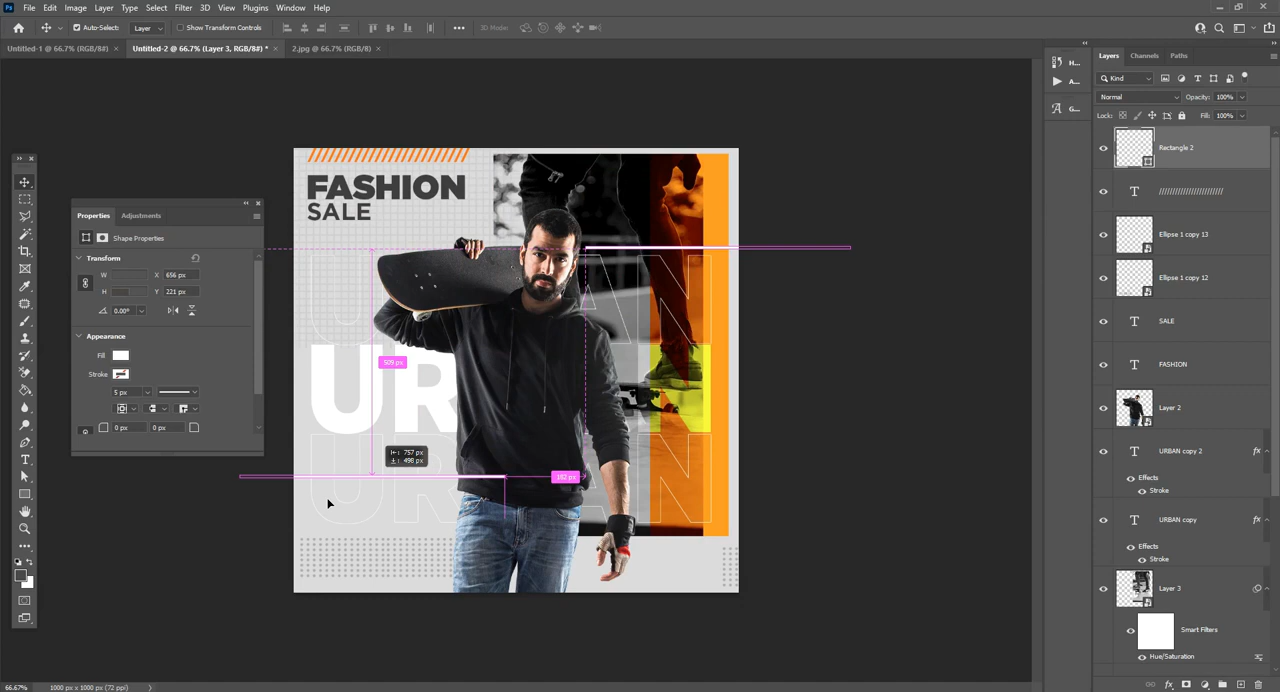 Ps File Edit Image Layer Type Select Filter 3D View Plugins Window Help
Auto-Select: Layer Show Transform Controls ••• 3D Mode:
Untitled-1 @ 66.7% (RGB/8#) × Untitled-2 @ 66.7% (Layer 3, RGB/8#) * × 2.jpg @ 66.7% (RGB/8) ×
Properties Adjustments
Shape Properties
Transform
W X 656 px
H Y 221 px
0.00°
Appearance
Fill
Stroke
5 px
0 px 0 px
////////////////////////
FASHION
SALE
URBAN
UR N
URBAN
509 px
757 px
498 px
H...
A...
G...
Layers Channels Paths
Kind
Normal Opacity: 100%
Lock: Fill: 100%
Rectangle 2
T ////////////////////////
Ellipse 1 copy 13
Ellipse 1 copy 12
T SALE
T FASHION
Layer 2
T URBAN copy 2 fx
Effects
Stroke
T URBAN copy fx
Effects
Stroke
Layer 3
Smart Filters
Hue/Saturation
66.67% 1000 px x 1000 px (72 ppi)